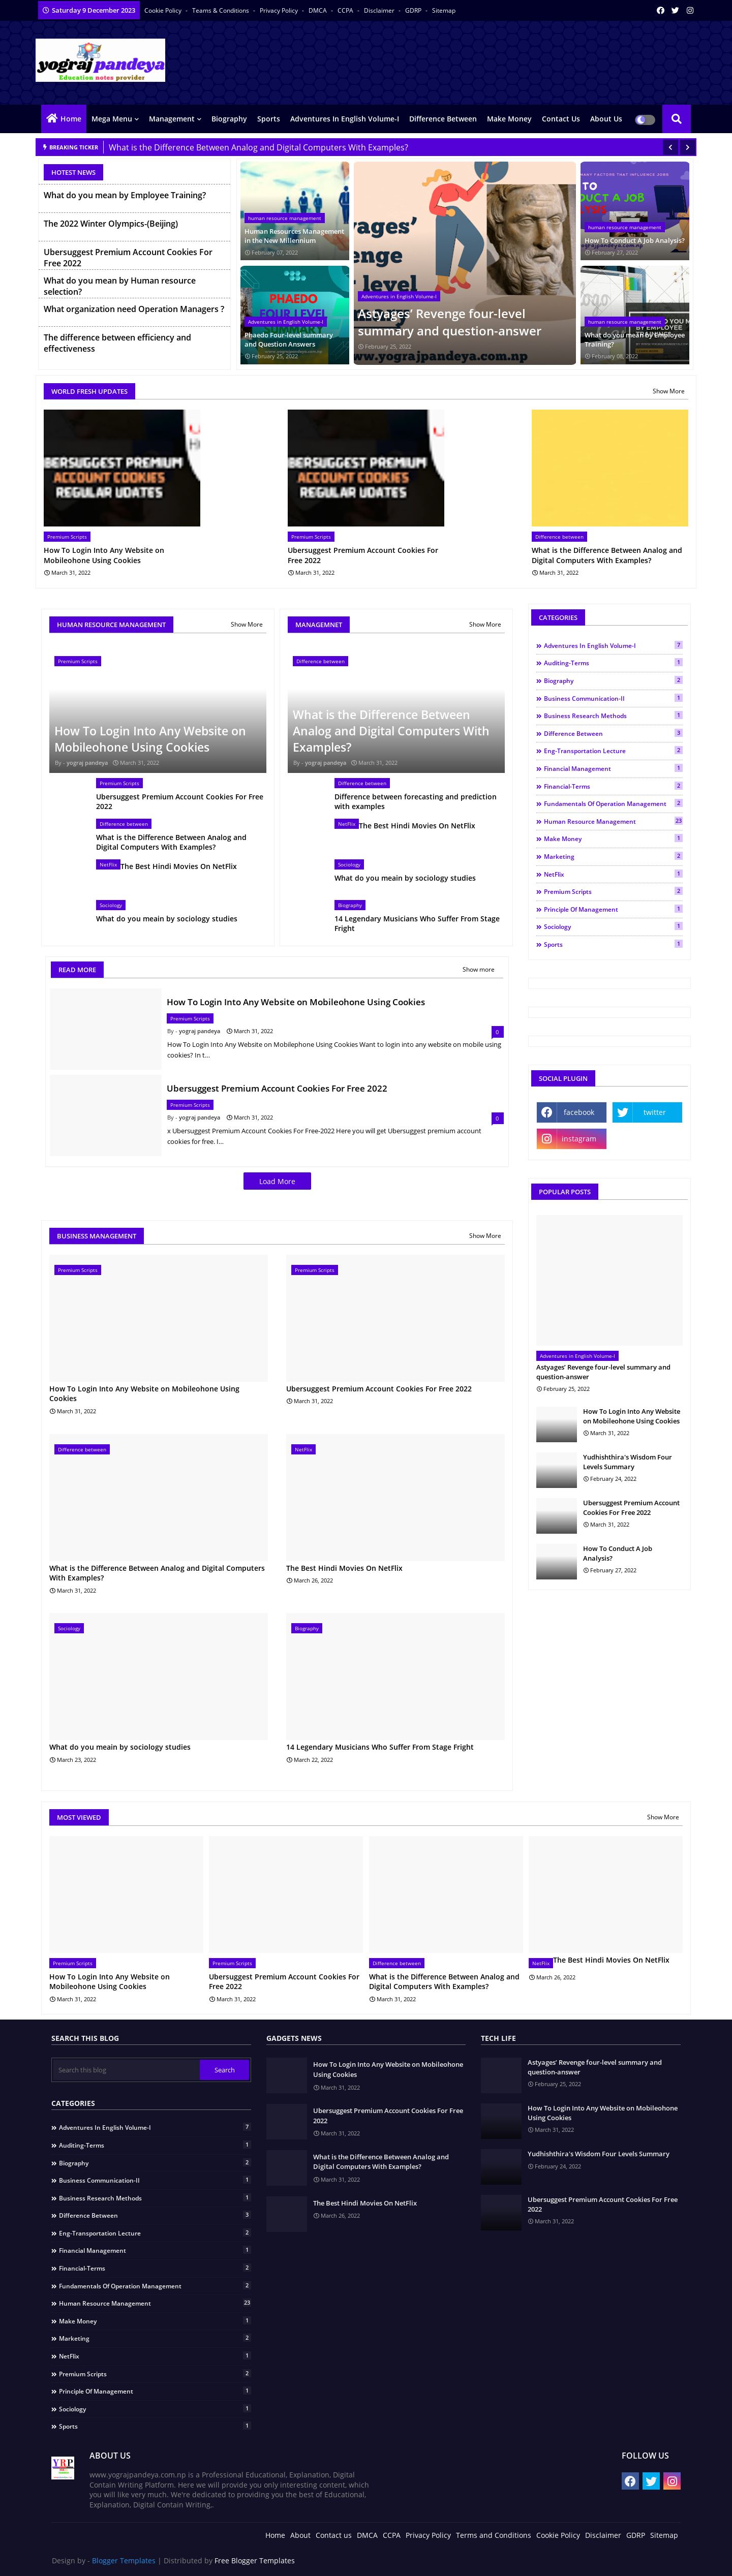 Saturday 9 December 2023
Cookie Policy - Teams & Conditions - Privacy Policy - DMCA - CCPA - Disclaimer - GDRP - Sitemap
yograj pandeya
Education notes provider
Home Mega Menu Management Biography Sports Adventures In English Volume-I Difference Between Make Money Contact Us About Us
BREAKING TICKER What is the Difference Between Analog and Digital Computers With Examples?
HOTEST NEWS
What do you mean by Employee Training?
The 2022 Winter Olympics-(Beijing)
Ubersuggest Premium Account Cookies For
Free 2022
What do you mean by Human resource
selection?
What organization need Operation Managers ?
The difference between efficiency and
effectiveness
human resource management
Human Resources Management
in the New Millennium
February 07, 2022
PHAEDO
FOUR LEVEL
Adventures in English Volume-I
Phaedo Four-level summary
and Question Answers
February 25, 2022
Adventures in English Volume-I
Astyages’ Revenge four-level
summary and question-answer
February 25, 2022
www.yograjpandeya.com.np
human resource management
How To Conduct A Job Analysis?
February 27, 2022
human resource management
What do you mean by Employee
Training?
February 08, 2022
WORLD FRESH UPDATES
Show More
UBERSUGGEST PREMIUM
ACCOUNT COOKIES
REGULAR UPDATES
UBERSUGGEST PREMIUM
ACCOUNT COOKIES
REGULAR UPDATES
Premium Scripts
How To Login Into Any Website on
Mobileohone Using Cookies
March 31, 2022
Premium Scripts
Ubersuggest Premium Account Cookies For
Free 2022
March 31, 2022
Difference between
What is the Difference Between Analog and
Digital Computers With Examples?
March 31, 2022
HUMAN RESOURCE MANAGEMENT
Show More
Premium Scripts
How To Login Into Any Website on
Mobileohone Using Cookies
By - yograj pandeya March 31, 2022
Premium Scripts
Ubersuggest Premium Account Cookies For Free
2022
Difference between
What is the Difference Between Analog and
Digital Computers With Examples?
NetFlix The Best Hindi Movies On NetFlix
Sociology
What do you meain by sociology studies
MANAGEMNET
Show More
Difference between
What is the Difference Between
Analog and Digital Computers With
Examples?
By - yograj pandeya March 31, 2022
Difference between
Difference between forecasting and prediction
with examples
NetFlix The Best Hindi Movies On NetFlix
Sociology
What do you meain by sociology studies
Biography
14 Legendary Musicians Who Suffer From Stage
Fright
CATEGORIES
Adventures In English Volume-I 7
Auditing-Terms 1
Biography 2
Business Communication-II 1
Business Research Methods 1
Difference Between 3
Eng-Transportation Lecture 2
Financial Management 1
Financial-Terms 2
Fundamentals Of Operation Management 2
Human Resource Management 23
Make Money 1
Marketing 2
NetFlix 1
Premium Scripts 2
Principle Of Management 1
Sociology 1
Sports 1
READ MORE
Show more
How To Login Into Any Website on Mobileohone Using Cookies
Premium Scripts
By - yograj pandeya March 31, 2022 0
How To Login Into Any Website on Mobilephone Using Cookies Want to login into any website on mobile using
cookies? In t…
Ubersuggest Premium Account Cookies For Free 2022
Premium Scripts
By - yograj pandeya March 31, 2022 0
x Ubersuggest Premium Account Cookies For Free-2022 Here you will get Ubersuggest premium account
cookies for free. I…
Load More
SOCIAL PLUGIN
facebook
twitter
instagram
POPULAR POSTS
Adventures in English Volume-I
Astyages’ Revenge four-level summary and
question-answer
February 25, 2022
How To Login Into Any Website
on Mobileohone Using Cookies
March 31, 2022
Yudhishthira's Wisdom Four
Levels Summary
February 24, 2022
Ubersuggest Premium Account
Cookies For Free 2022
March 31, 2022
How To Conduct A Job
Analysis?
February 27, 2022
BUSINESS MANAGEMENT
Show More
Premium Scripts
How To Login Into Any Website on Mobileohone Using
Cookies
March 31, 2022
Premium Scripts
Ubersuggest Premium Account Cookies For Free 2022
March 31, 2022
Difference between
What is the Difference Between Analog and Digital Computers
With Examples?
March 31, 2022
NetFlix
The Best Hindi Movies On NetFlix
March 26, 2022
Sociology
What do you meain by sociology studies
March 23, 2022
Biography
14 Legendary Musicians Who Suffer From Stage Fright
March 22, 2022
MOST VIEWED
Show More
Premium Scripts
How To Login Into Any Website on
Mobileohone Using Cookies
March 31, 2022
Premium Scripts
Ubersuggest Premium Account Cookies For
Free 2022
March 31, 2022
Difference between
What is the Difference Between Analog and
Digital Computers With Examples?
March 31, 2022
NetFlix The Best Hindi Movies On NetFlix
March 26, 2022
SEARCH THIS BLOG
Search this blog Search
CATEGORIES
Adventures In English Volume-I 7
Auditing-Terms 1
Biography 2
Business Communication-II 1
Business Research Methods 1
Difference Between 3
Eng-Transportation Lecture 2
Financial Management 1
Financial-Terms 2
Fundamentals Of Operation Management 2
Human Resource Management 23
Make Money 1
Marketing 2
NetFlix 1
Premium Scripts 2
Principle Of Management 1
Sociology 1
Sports 1
GADGETS NEWS
How To Login Into Any Website on Mobileohone
Using Cookies
March 31, 2022
Ubersuggest Premium Account Cookies For Free
2022
March 31, 2022
What is the Difference Between Analog and
Digital Computers With Examples?
March 31, 2022
The Best Hindi Movies On NetFlix
March 26, 2022
TECH LIFE
Astyages’ Revenge four-level summary and
question-answer
February 25, 2022
How To Login Into Any Website on Mobileohone
Using Cookies
March 31, 2022
Yudhishthira's Wisdom Four Levels Summary
February 24, 2022
Ubersuggest Premium Account Cookies For Free
2022
March 31, 2022
YRP
ABOUT US
www.yograjpandeya.com.np is a Professional Educational, Explanation, Digital
Contain Writing Platform. Here we will provide you only interesting content, which
you will like very much. We're dedicated to providing you the best of Educational,
Explanation, Digital Contain Writing,.
FOLLOW US
Home About Contact us DMCA CCPA Privacy Policy Terms and Conditions Cookie Policy Disclaimer GDRP Sitemap
Design by - Blogger Templates | Distributed by Free Blogger Templates